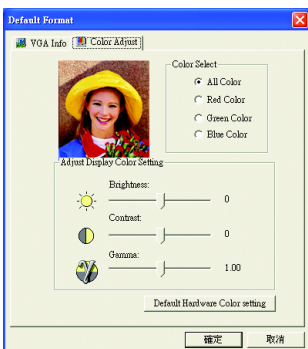 Default Format
VGA Info
Color Adjust
Color Select
All Color
Red Color
Green Color
Blue Color
Adjust Display Color Setting
Brightness:
0
Contrast:
0
Gamma:
1.00
Default Hardware Color setting
確定
取消